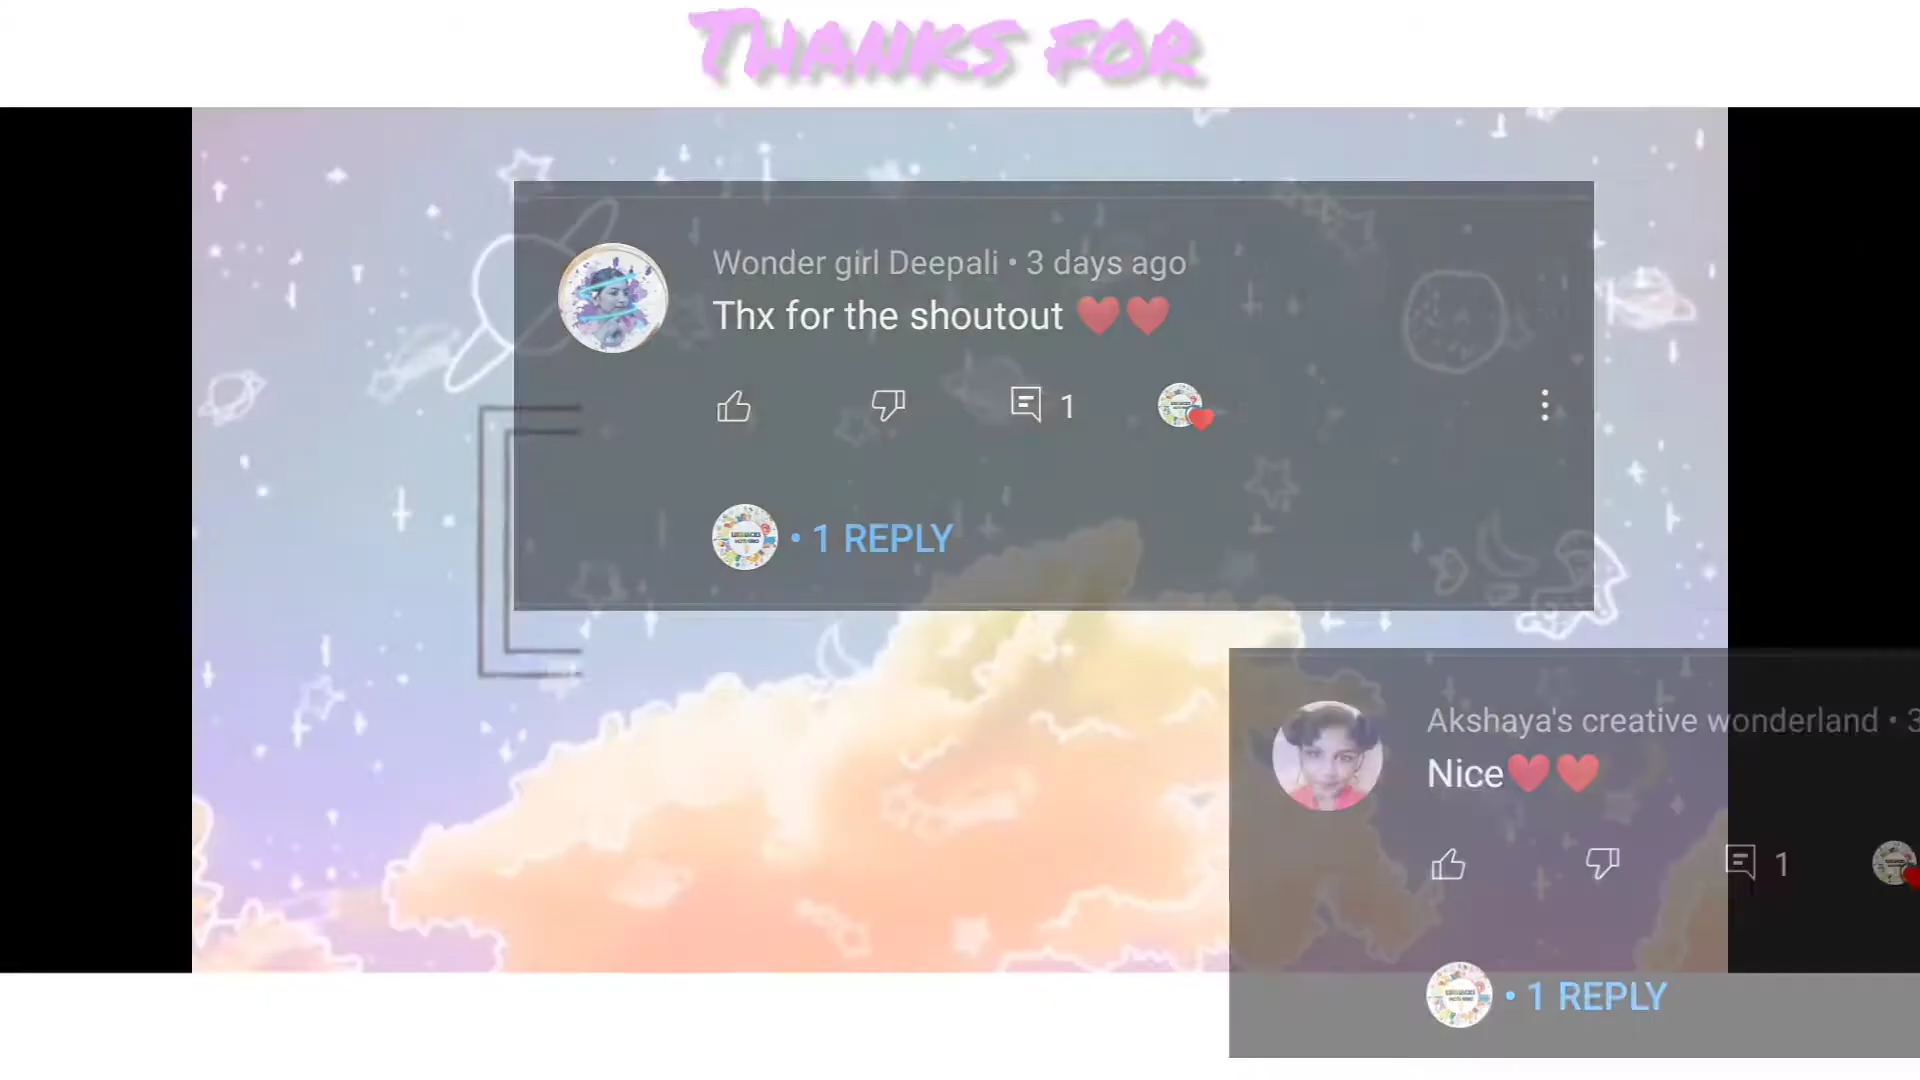 THANKS FOR
Wonder girl Deepali • 3 days ago
Thx for the shoutout ❤️❤️
1
• 1 REPLY
Akshaya's creative wonderland • 3
Nice❤️❤️
1
• 1 REPLY